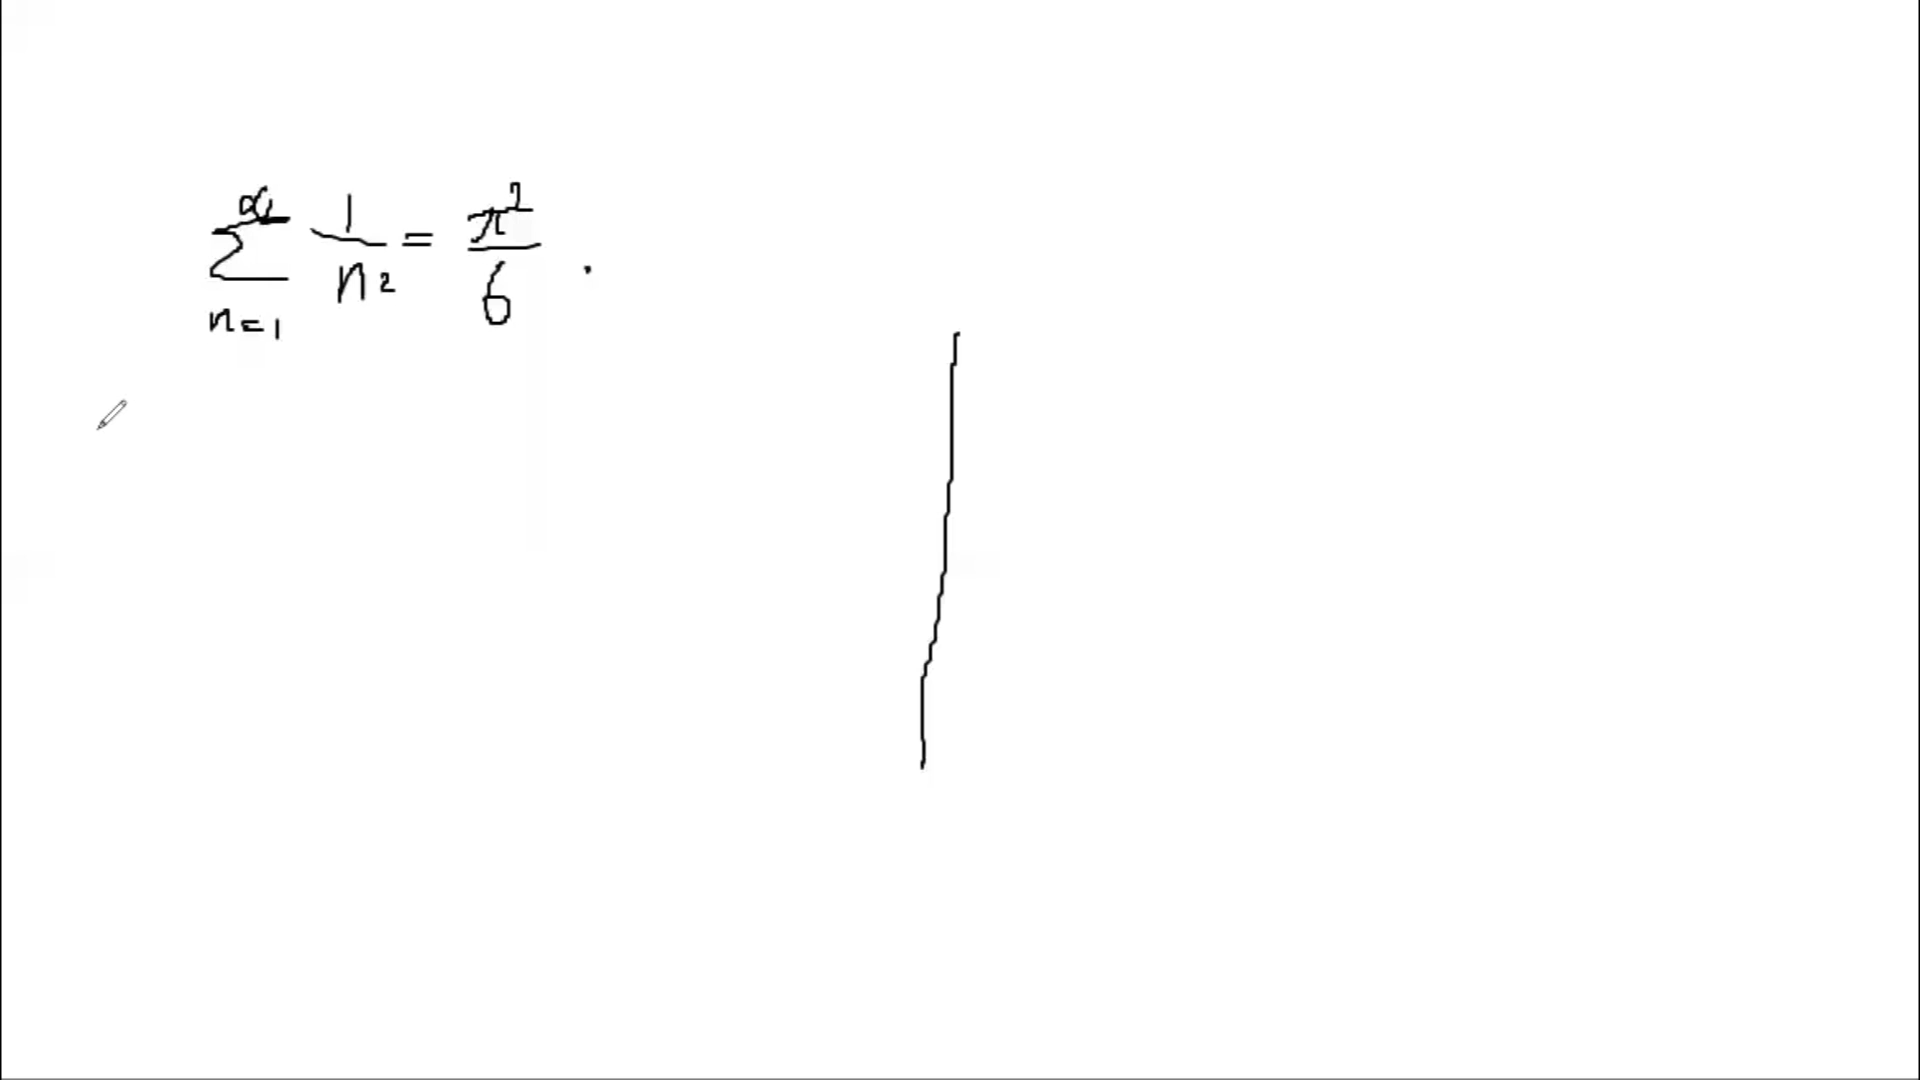 ∑_{n=1}^{∞} 1/n² = π²/6 .